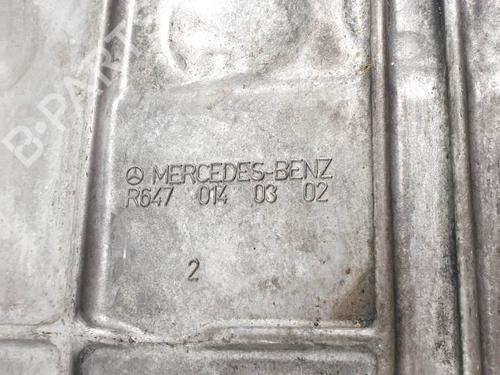 B-PARTS
MERCEDES-BENZ
R647 014 03 02
2